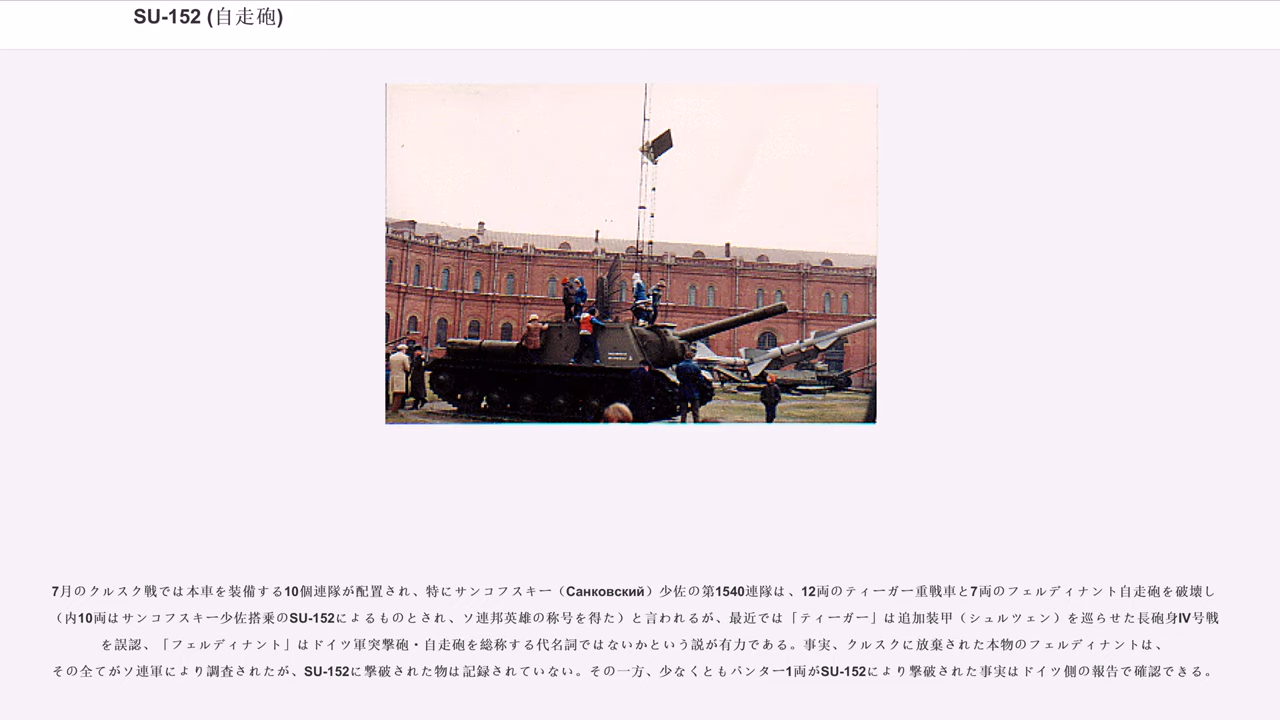 SU-152 (自走砲)
7月のクルスク戦では本車を装備する10個連隊が配置され、特にサンコフスキー（Санковский）少佐の第1540連隊は、12両のティーガー重戦車と7両のフェルディナント自走砲を破壊し
（内10両はサンコフスキー少佐搭乗のSU-152によるものとされ、ソ連邦英雄の称号を得た）と言われるが、最近では「ティーガー」は追加装甲（シュルツェン）を巡らせた長砲身IV号戦
を誤認、「フェルディナント」はドイツ軍突撃砲・自走砲を総称する代名詞ではないかという説が有力である。事実、クルスクに放棄された本物のフェルディナントは、
その全てがソ連軍により調査されたが、SU-152に撃破された物は記録されていない。その一方、少なくともパンター1両がSU-152により撃破された事実はドイツ側の報告で確認できる。